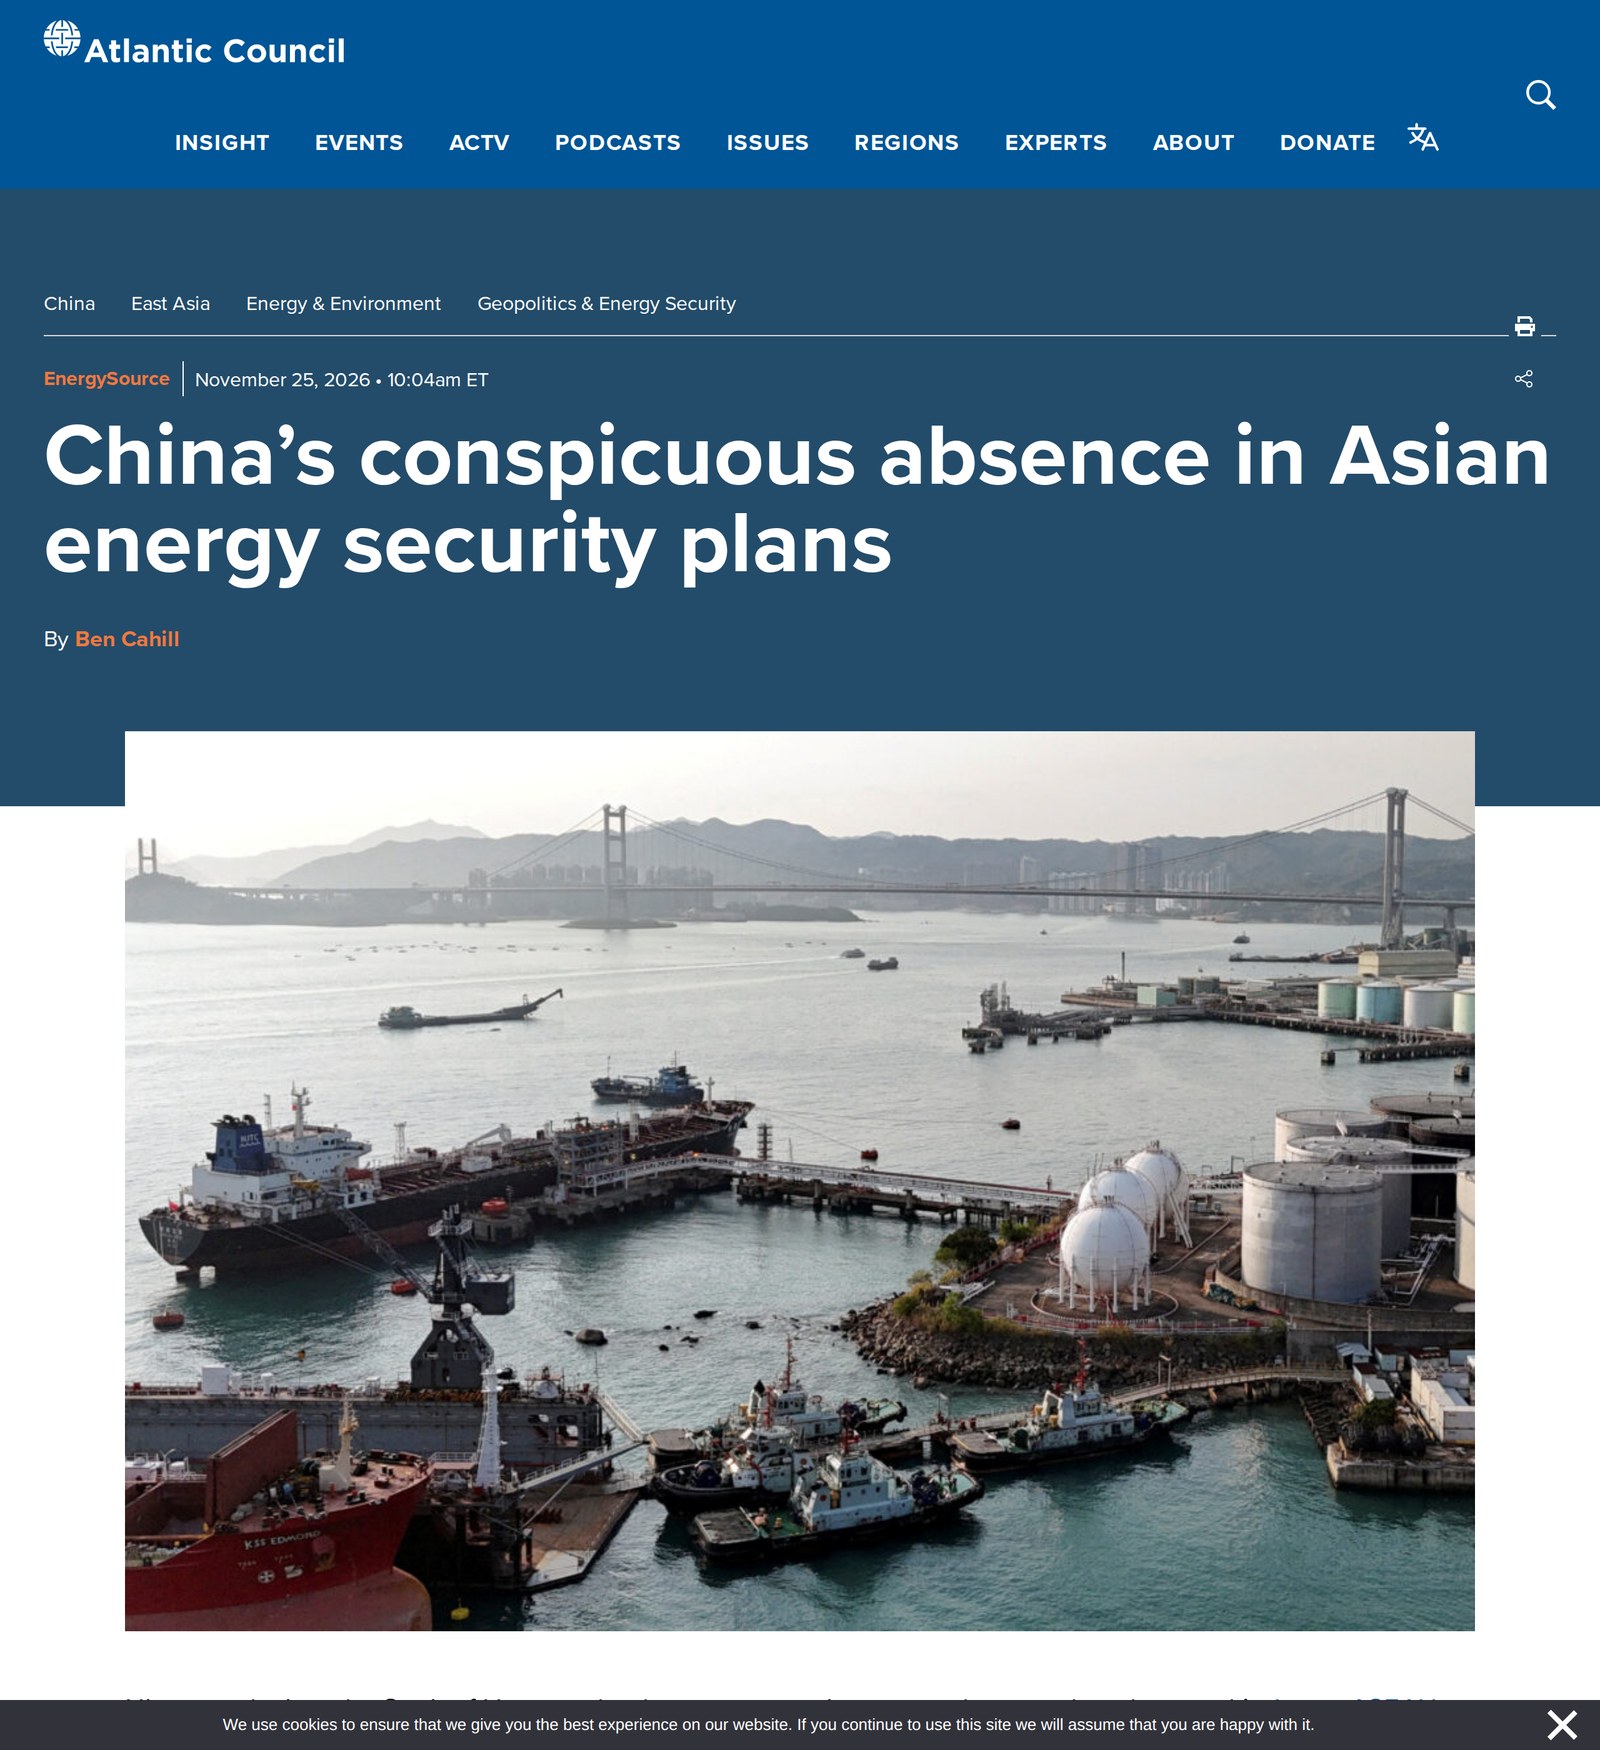 Atlantic Council
INSIGHT EVENTS ACTV PODCASTS ISSUES REGIONS EXPERTS ABOUT DONATE
China East Asia Energy & Environment Geopolitics & Energy Security
EnergySource November 25, 2026 • 10:04am ET
China’s conspicuous absence in Asian
energy security plans
By Ben Cahill
NJTC
KSS EDMOND
We use cookies to ensure that we give you the best experience on our website. If you continue to use this site we will assume that you are happy with it.